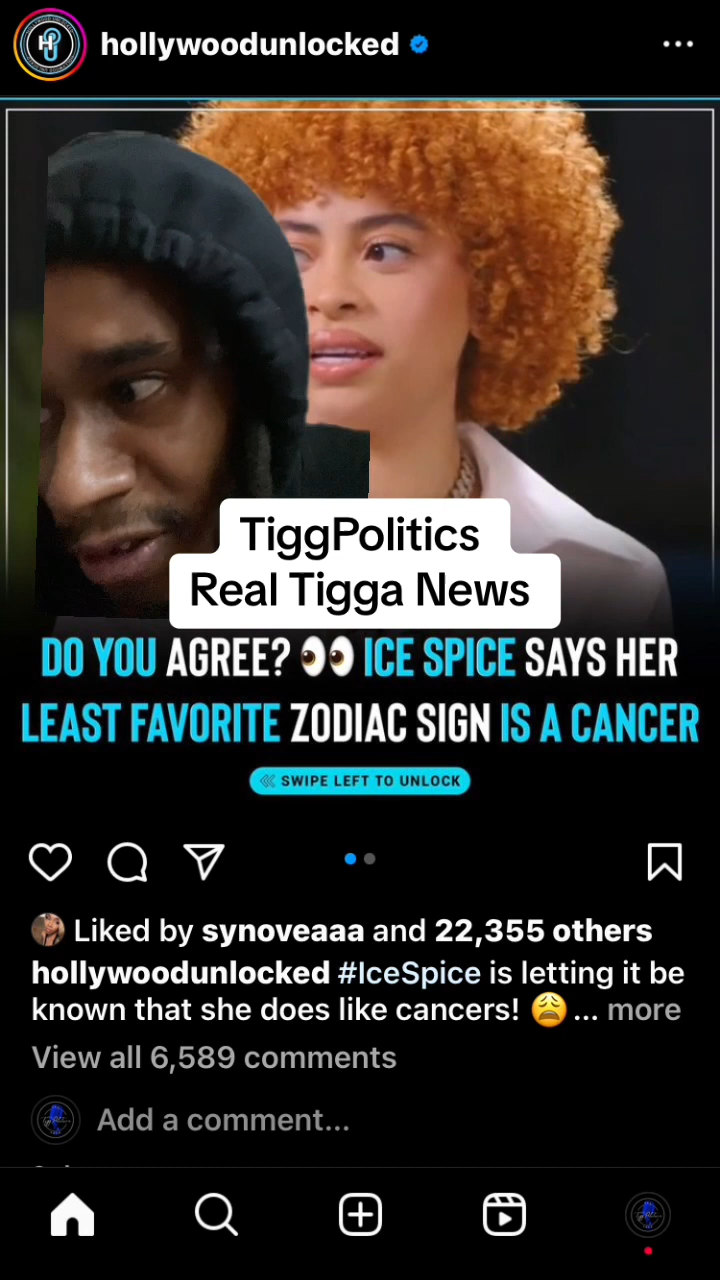 hollywoodunlocked
TiggPolitics
Real Tigga News
DO YOU AGREE? 👀 ICE SPICE SAYS HER
LEAST FAVORITE ZODIAC SIGN IS A CANCER
SWIPE LEFT TO UNLOCK
Liked by synoveaaa and 22,355 others
hollywoodunlocked #IceSpice is letting it be
known that she does like cancers! 😩... more
View all 6,589 comments
Add a comment...